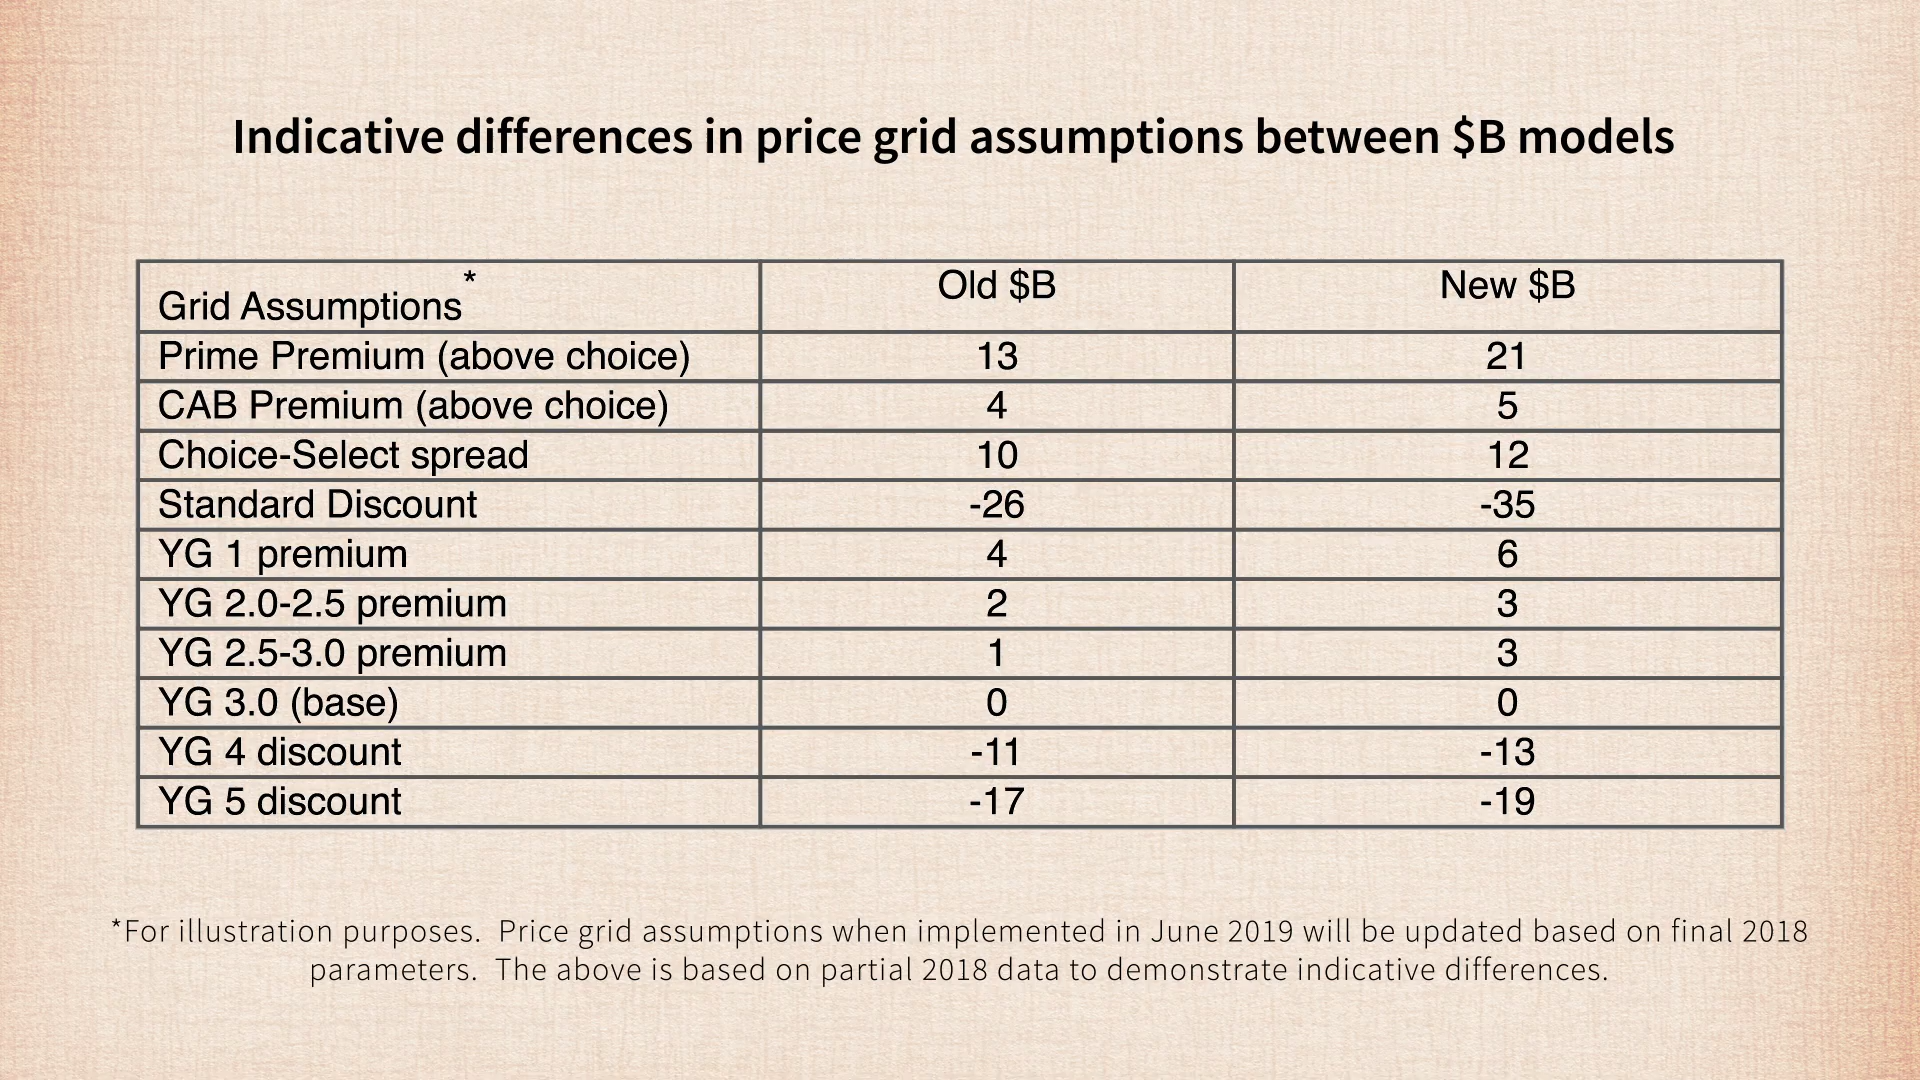 Indicative differences in price grid assumptions between $B models
Grid Assumptions* Old $B New $B
Prime Premium (above choice) 13 21
CAB Premium (above choice) 4 5
Choice-Select spread 10 12
Standard Discount -26 -35
YG 1 premium 4 6
YG 2.0-2.5 premium 2 3
YG 2.5-3.0 premium 1 3
YG 3.0 (base) 0 0
YG 4 discount -11 -13
YG 5 discount -17 -19
*For illustration purposes.  Price grid assumptions when implemented in June 2019 will be updated based on final 2018
parameters.  The above is based on partial 2018 data to demonstrate indicative differences.